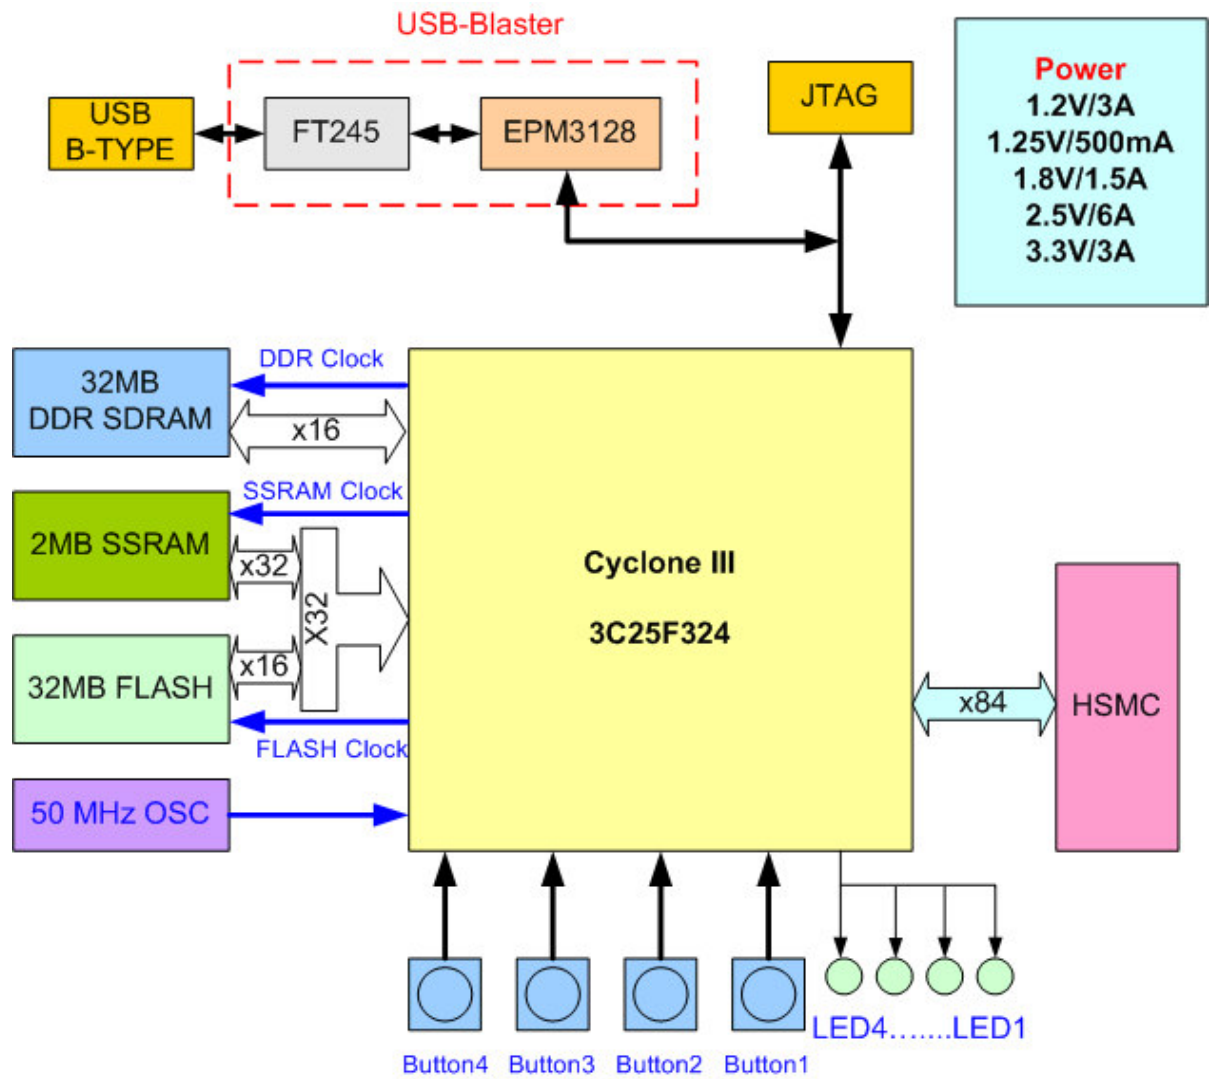 USB-Blaster
USB
B-TYPE
FT245
EPM3128
JTAG
Power
1.2V/3A
1.25V/500mA
1.8V/1.5A
2.5V/6A
3.3V/3A
32MB
DDR SDRAM
DDR Clock
x16
2MB SSRAM
SSRAM Clock
x32
X32
32MB FLASH
x16
FLASH Clock
50 MHz OSC
Cyclone III
3C25F324
x84
HSMC
Button4
Button3
Button2
Button1
LED4.......LED1